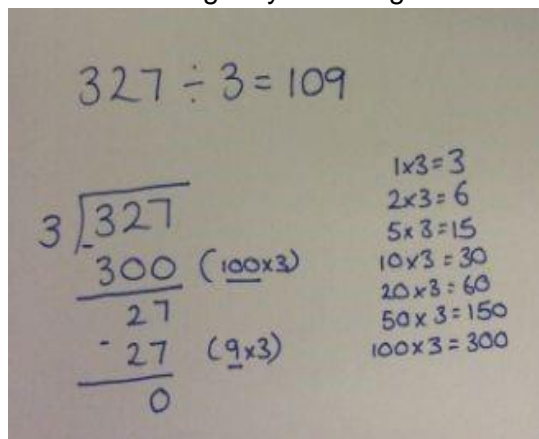 327 ÷ 3 = 109
3 327
- 300 (100x3)
27
- 27 (9x3)
0
1x3=3
2x3=6
5x3=15
10x3=30
20x3=60
50x3=150
100x3=300